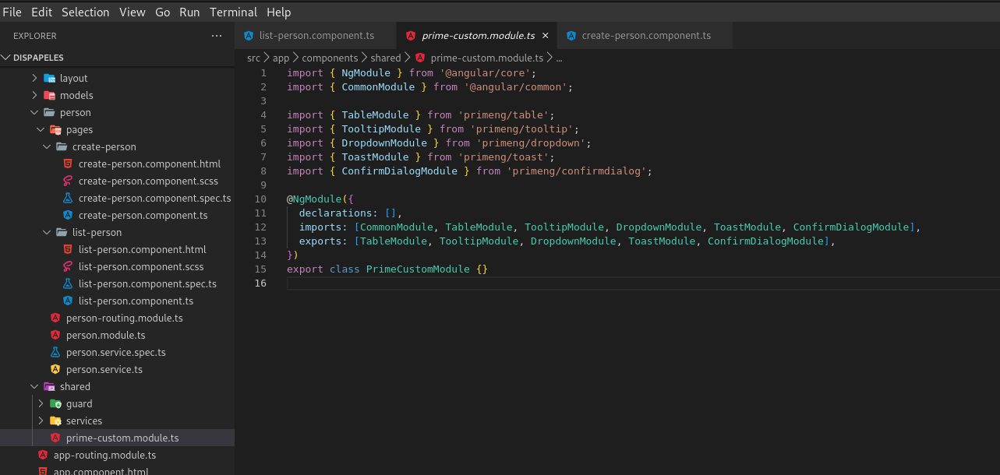 File Edit Selection View Go Run Terminal Help
EXPLORER ...
DISPAPELES
layout
models
person
pages
create-person
create-person.component.html
create-person.component.scss
create-person.component.spec.ts
create-person.component.ts
list-person
list-person.component.html
list-person.component.scss
list-person.component.spec.ts
list-person.component.ts
person-routing.module.ts
person.module.ts
person.service.spec.ts
person.service.ts
shared
guard
services
prime-custom.module.ts
app-routing.module.ts
app.component.html
list-person.component.ts prime-custom.module.ts × create-person.component.ts
src > app > components > shared > prime-custom.module.ts > ...
1 import { NgModule } from '@angular/core';
2 import { CommonModule } from '@angular/common';
3
4 import { TableModule } from 'primeng/table';
5 import { TooltipModule } from 'primeng/tooltip';
6 import { DropdownModule } from 'primeng/dropdown';
7 import { ToastModule } from 'primeng/toast';
8 import { ConfirmDialogModule } from 'primeng/confirmdialog';
9
10 @NgModule({
11 declarations: [],
12 imports: [CommonModule, TableModule, TooltipModule, DropdownModule, ToastModule, ConfirmDialogModule],
13 exports: [TableModule, TooltipModule, DropdownModule, ToastModule, ConfirmDialogModule],
14 })
15 export class PrimeCustomModule {}
16